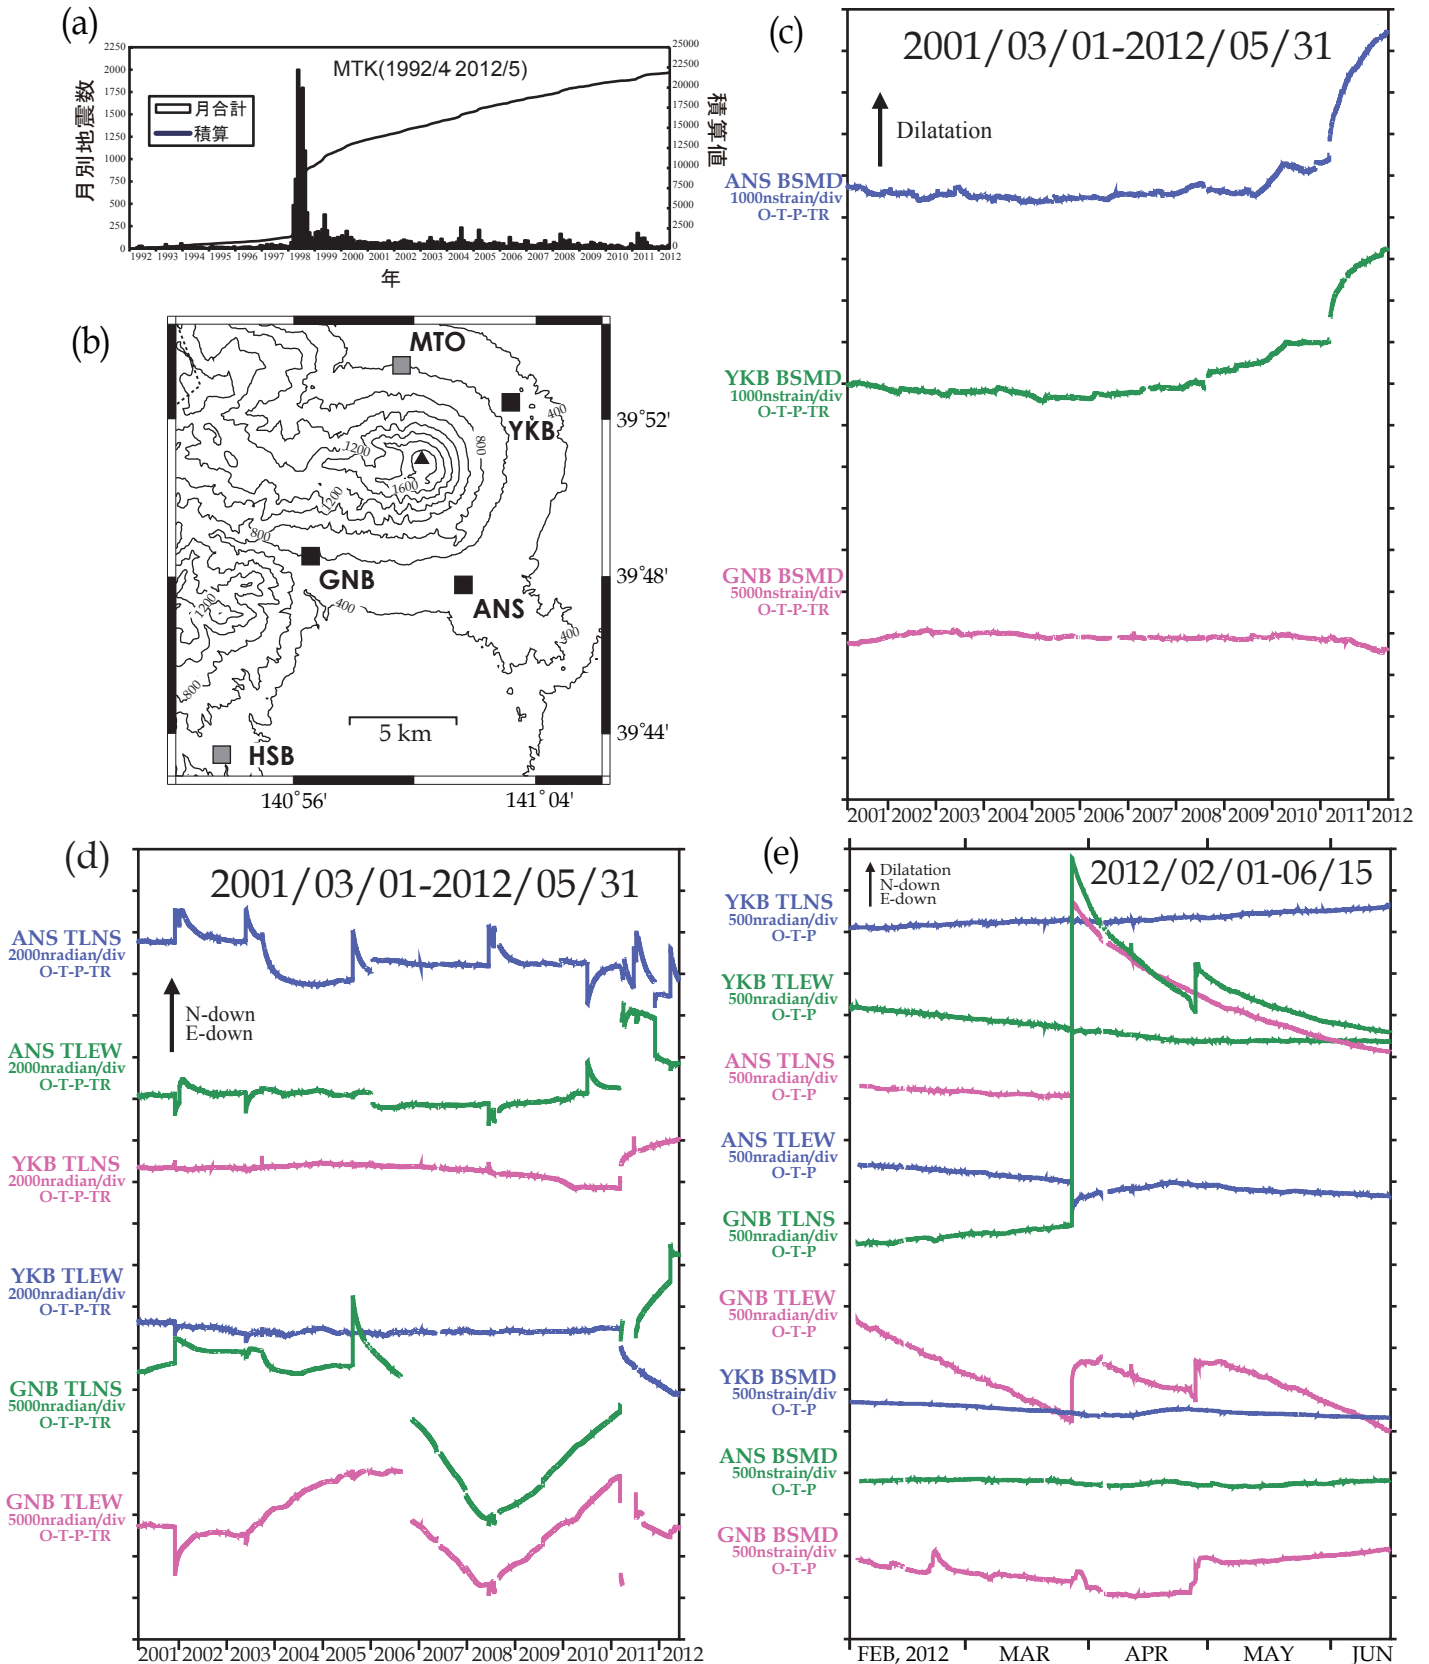 (a)
MTK(1992/4 2012/5)
月合計
積算
月別地震数
積算値
2250
2000
1750
1500
1250
1000
750
500
250
0
25000
22500
20000
17500
15000
12500
10000
7500
5000
2500
0
1992 1993 1994 1995 1996 1997 1998 1999 2000 2001 2002 2003 2004 2005 2006 2007 2008 2009 2010 2011 2012
年
(b)
MTO
YKB
GNB
ANS
HSB
400
800
1200
1600
1200
800
400
1200
400
800
5 km
39°52'
39°48'
39°44'
140°56'
141°04'
(c)
2001/03/01-2012/05/31
Dilatation
ANS BSMD
1000nstrain/div
O-T-P-TR
YKB BSMD
1000nstrain/div
O-T-P-TR
GNB BSMD
5000nstrain/div
O-T-P-TR
2001 2002 2003 2004 2005 2006 2007 2008 2009 2010 2011 2012
(d)
2001/03/01-2012/05/31
ANS TLNS
2000nradian/div
O-T-P-TR
N-down
E-down
ANS TLEW
2000nradian/div
O-T-P-TR
YKB TLNS
2000nradian/div
O-T-P-TR
YKB TLEW
2000nradian/div
O-T-P-TR
GNB TLNS
5000nradian/div
O-T-P-TR
GNB TLEW
5000nradian/div
O-T-P-TR
2001 2002 2003 2004 2005 2006 2007 2008 2009 2010 2011 2012
(e)
Dilatation
N-down
E-down
2012/02/01-06/15
YKB TLNS
500nradian/div
O-T-P
YKB TLEW
500nradian/div
O-T-P
ANS TLNS
500nradian/div
O-T-P
ANS TLEW
500nradian/div
O-T-P
GNB TLNS
500nradian/div
O-T-P
GNB TLEW
500nradian/div
O-T-P
YKB BSMD
500nstrain/div
O-T-P
ANS BSMD
500nstrain/div
O-T-P
GNB BSMD
500nstrain/div
O-T-P
FEB, 2012 MAR APR MAY JUN